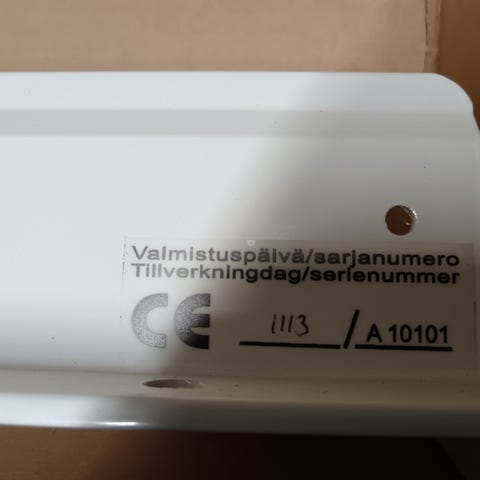 Valmistuspäivä/sarjanumero
Tillverkningdag/serienummer
CE 1113 / A 10101